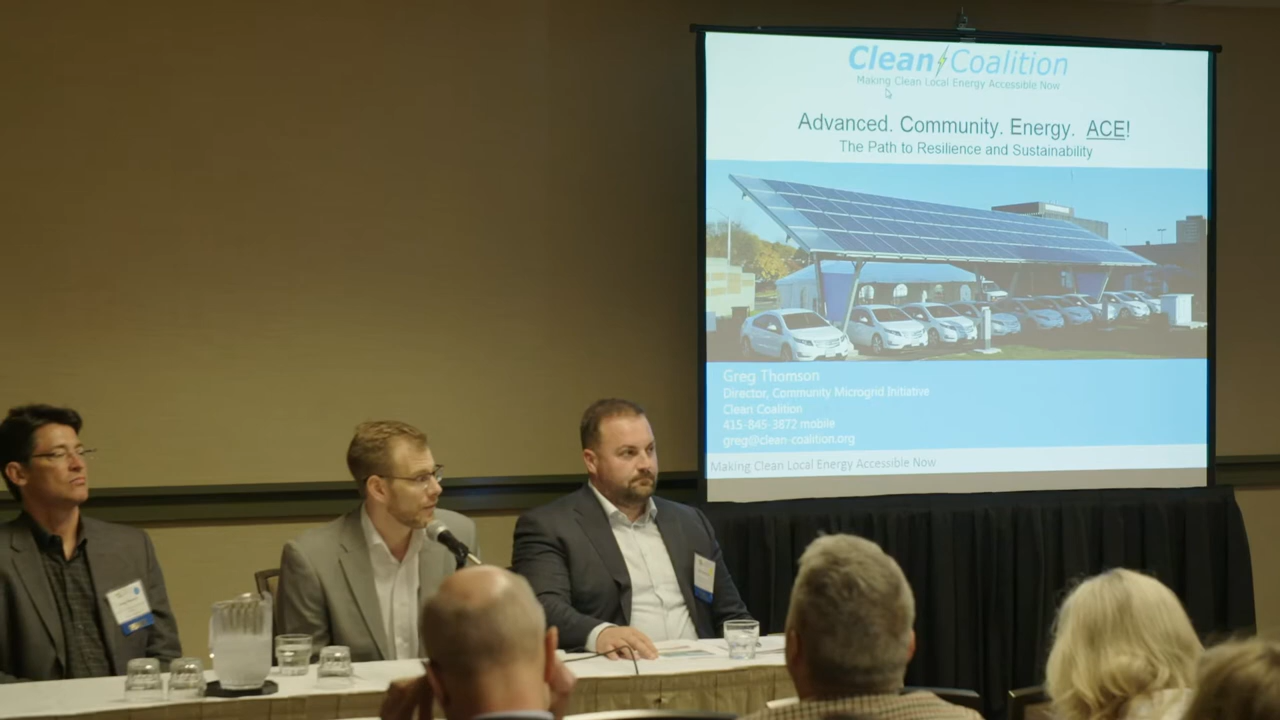 Clean Coalition
Making Clean Local Energy Accessible Now
Advanced. Community. Energy. ACE!
The Path to Resilience and Sustainability
Greg Thomson
Director, Community Microgrid Initiative
Clean Coalition
415-845-3872 mobile
greg@clean-coalition.org
Making Clean Local Energy Accessible Now